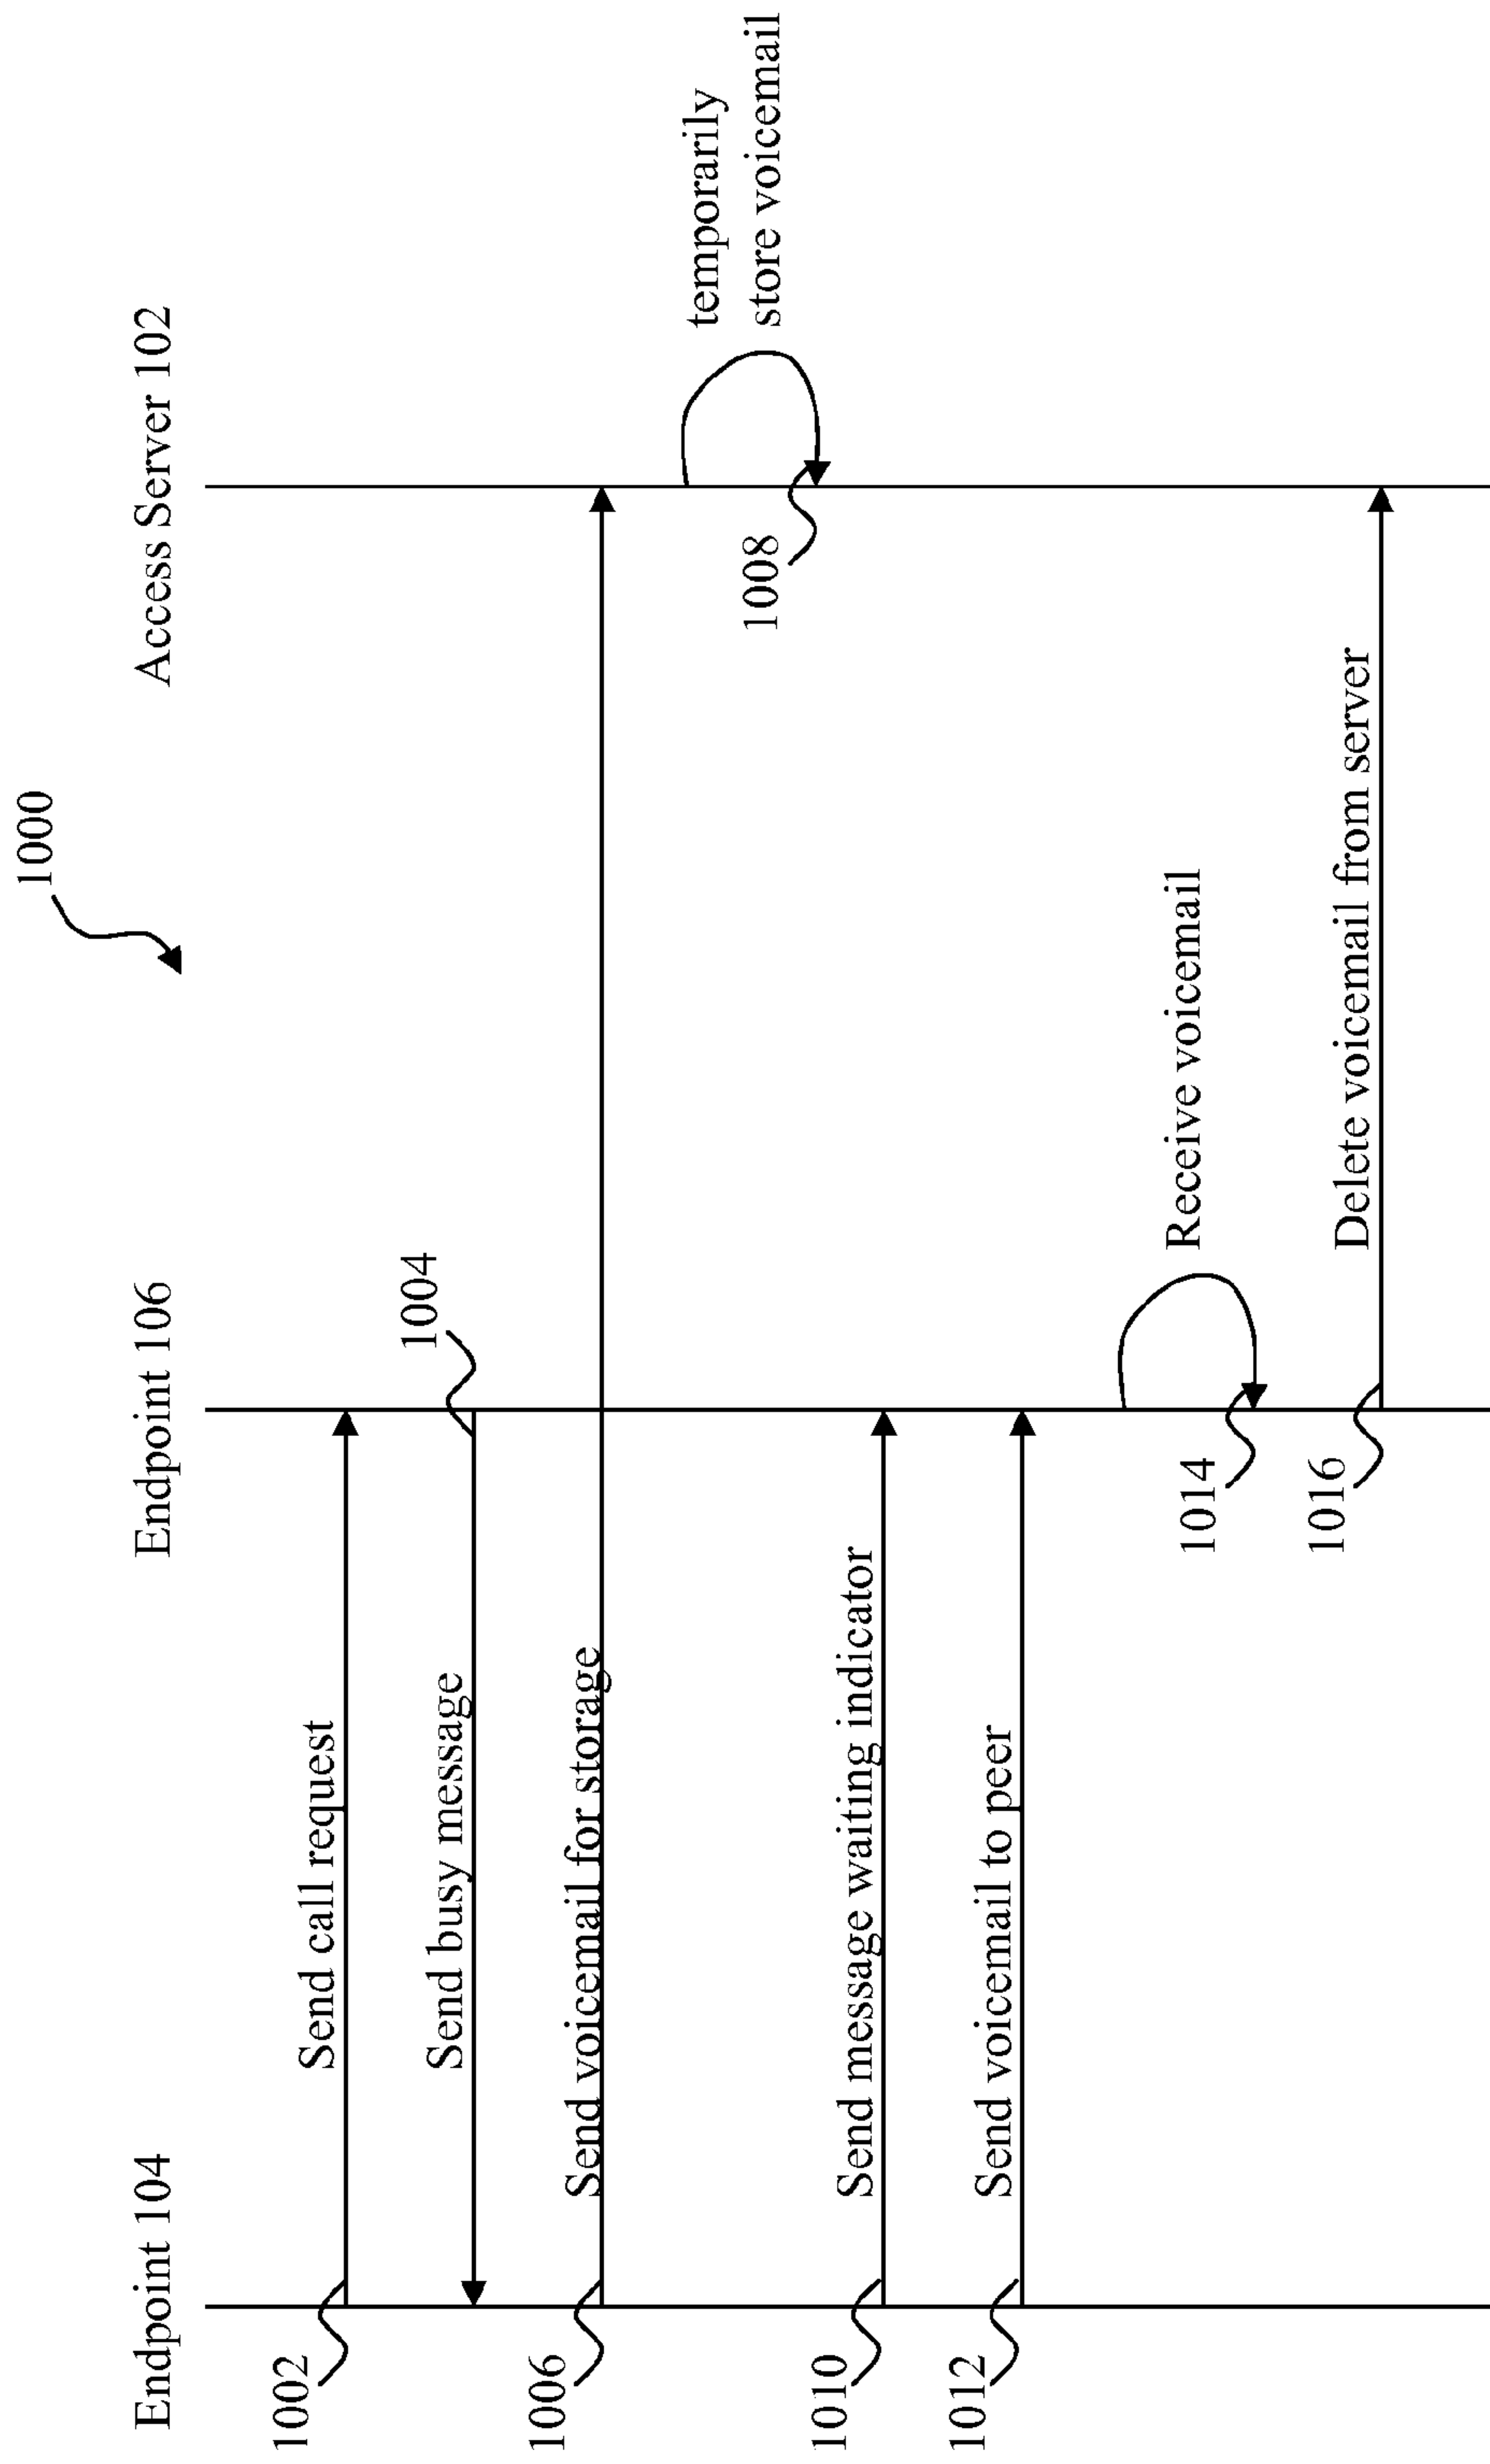 1000
Endpoint 104
Endpoint 106
Access Server 102
1002
Send call request
Send busy message
1004
1006
Send voicemail for storage
temporarily
store voicemail
1008
1010
Send message waiting indicator
1012
Send voicemail to peer
Receive voicemail
1014
1016
Delete voicemail from server